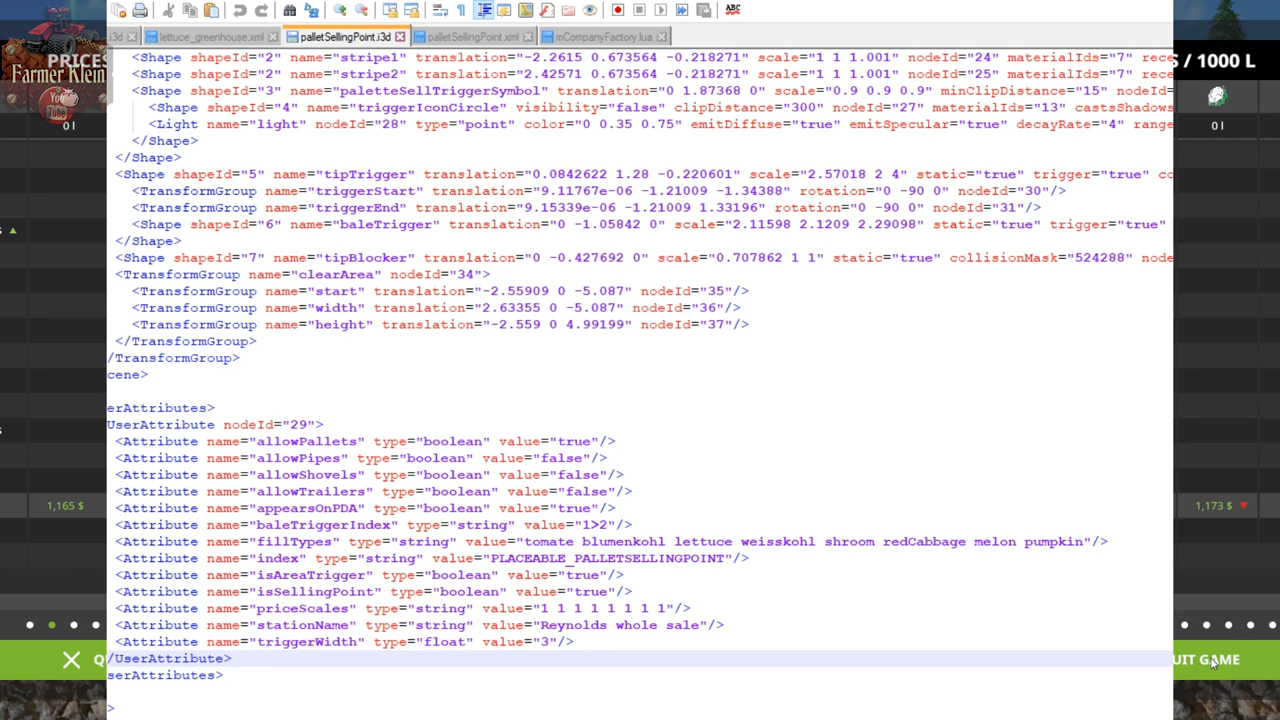 PRICES
Farmer Klein
You
Tube
0 l
1,165 $
Q
i3d
lettuce_greenhouse.xml
palletSellingPoint.i3d
palletSellingPoint.xml
mCompanyFactory.lua
ABC
<Shape shapeId="2" name="stripe1" translation="-2.2615 0.673564 -0.218271" scale="1 1 1.001" nodeId="24" materialIds="7" rece
<Shape shapeId="2" name="stripe2" translation="2.42571 0.673564 -0.218271" scale="1 1 1.001" nodeId="25" materialIds="7" rece
<Shape shapeId="3" name="paletteSellTriggerSymbol" translation="0 1.87368 0" scale="0.9 0.9 0.9" minClipDistance="15" nodeId=
<Shape shapeId="4" name="triggerIconCircle" visibility="false" clipDistance="300" nodeId="27" materialIds="13" castsShadows
<Light name="light" nodeId="28" type="point" color="0 0.35 0.75" emitDiffuse="true" emitSpecular="true" decayRate="4" range
</Shape>
</Shape>
<Shape shapeId="5" name="tipTrigger" translation="0.0842622 1.28 -0.220601" scale="2.57018 2 4" static="true" trigger="true" co
<TransformGroup name="triggerStart" translation="9.11767e-06 -1.21009 -1.34388" rotation="0 -90 0" nodeId="30"/>
<TransformGroup name="triggerEnd" translation="9.15339e-06 -1.21009 1.33196" rotation="0 -90 0" nodeId="31"/>
<Shape shapeId="6" name="baleTrigger" translation="0 -1.05842 0" scale="2.11598 2.1209 2.29098" static="true" trigger="true"
</Shape>
<Shape shapeId="7" name="tipBlocker" translation="0 -0.427692 0" scale="0.707862 1 1" static="true" collisionMask="524288" node
<TransformGroup name="clearArea" nodeId="34">
<TransformGroup name="start" translation="-2.55909 0 -5.087" nodeId="35"/>
<TransformGroup name="width" translation="2.63355 0 -5.087" nodeId="36"/>
<TransformGroup name="height" translation="-2.559 0 4.99199" nodeId="37"/>
</TransformGroup>
/TransformGroup>
cene>
erAttributes>
UserAttribute nodeId="29">
<Attribute name="allowPallets" type="boolean" value="true"/>
<Attribute name="allowPipes" type="boolean" value="false"/>
<Attribute name="allowShovels" type="boolean" value="false"/>
<Attribute name="allowTrailers" type="boolean" value="false"/>
<Attribute name="appearsOnPDA" type="boolean" value="true"/>
<Attribute name="baleTriggerIndex" type="string" value="1>2"/>
<Attribute name="fillTypes" type="string" value="tomate blumenkohl lettuce weisskohl shroom redCabbage melon pumpkin"/>
<Attribute name="index" type="string" value="PLACEABLE_PALLETSELLINGPOINT"/>
<Attribute name="isAreaTrigger" type="boolean" value="true"/>
<Attribute name="isSellingPoint" type="boolean" value="true"/>
<Attribute name="priceScales" type="string" value="1 1 1 1 1 1 1 1"/>
<Attribute name="stationName" type="string" value="Reynolds whole sale"/>
<Attribute name="triggerWidth" type="float" value="3"/>
/UserAttribute>
serAttributes>
>
/ 1000 L
0 l
1,173 $
UIT GAME